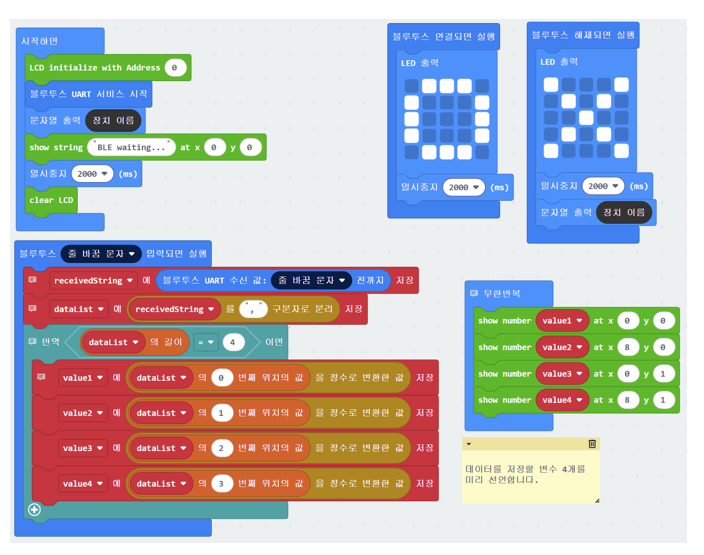 시작하면
LCD initialize with Address 0
블루투스 UART 서비스 시작
문자열 출력 장치 이름
show string "BLE waiting..." at x 0 y 0
일시중지 2000 (ms)
clear LCD
블루투스 연결되면 실행
LED 출력
일시중지 2000 (ms)
블루투스 해제되면 실행
LED 출력
일시중지 2000 (ms)
문자열 출력 장치 이름
블루투스 줄 바꿈 문자 입력되면 실행
receivedString 에 블루투스 UART 수신 값: 줄 바꿈 문자 전까지 저장
dataList 에 receivedString 를 "," 구분자로 분리 저장
만약 dataList 의 길이 = 4 이면
value1 에 dataList 의 0 번째 위치의 값 을 정수로 변환한 값 저장
value2 에 dataList 의 1 번째 위치의 값 을 정수로 변환한 값 저장
value3 에 dataList 의 2 번째 위치의 값 을 정수로 변환한 값 저장
value4 에 dataList 의 3 번째 위치의 값 을 정수로 변환한 값 저장
무한반복
show number value1 at x 0 y 0
show number value2 at x 8 y 0
show number value3 at x 0 y 1
show number value4 at x 8 y 1
데이터를 저장할 변수 4개를
미리 선언합니다.